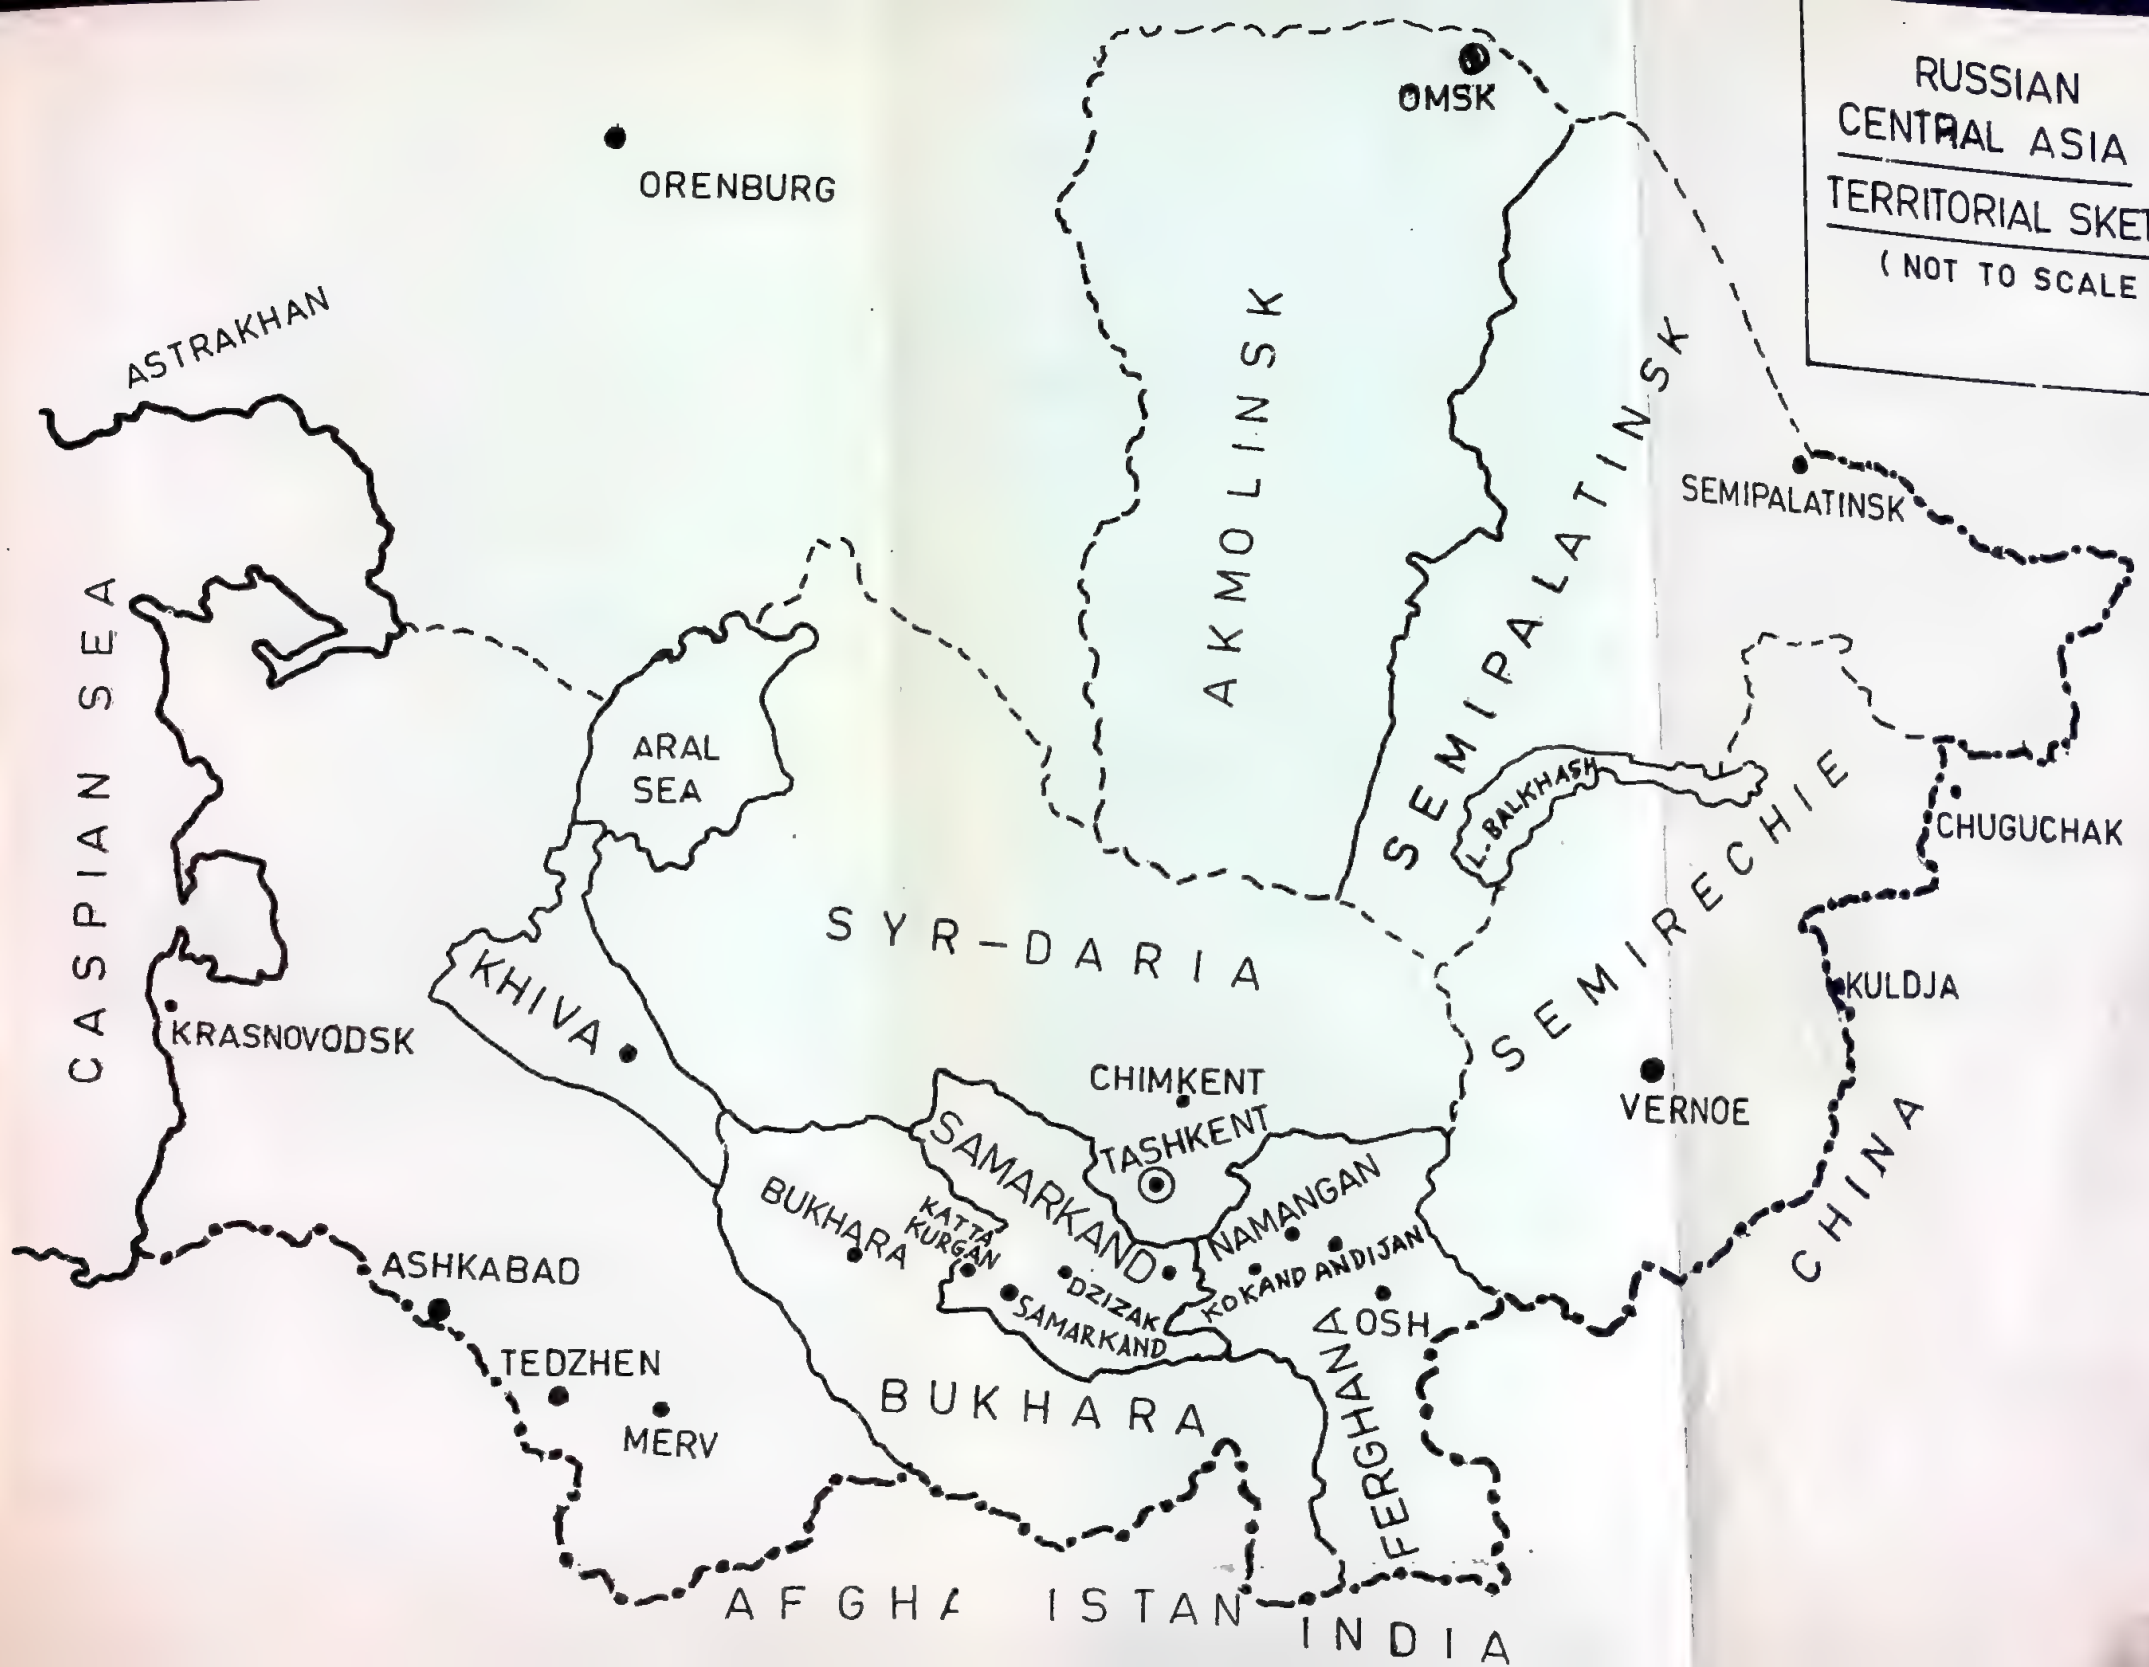 RUSSIAN
CENTRAL ASIA
TERRITORIAL SKET
( NOT TO SCALE
OMSK
ORENBURG
ASTRAKHAN
AKMOLINSK
SEMIPALATINSK
SEMIPALATINSK
CASPIAN SEA
ARAL
SEA
L. BALKHASH
CHUGUCHAK
SEMIRECHIE
SYR-DARIA
KHIVA
KULDJA
KRASNOVODSK
CHIMKENT
VERNOE
TASHKENT
SAMARKAND
CHINA
NAMANGAN
BUKHARA
KATTA
KURGAN
KOKAND
ANDIJAN
DZIZAK
SAMARKAND
OSH
ASHKABAD
TEDZHEN
MERV
BUKHARA
FERGHANA
AFGHA ISTAN
INDIA